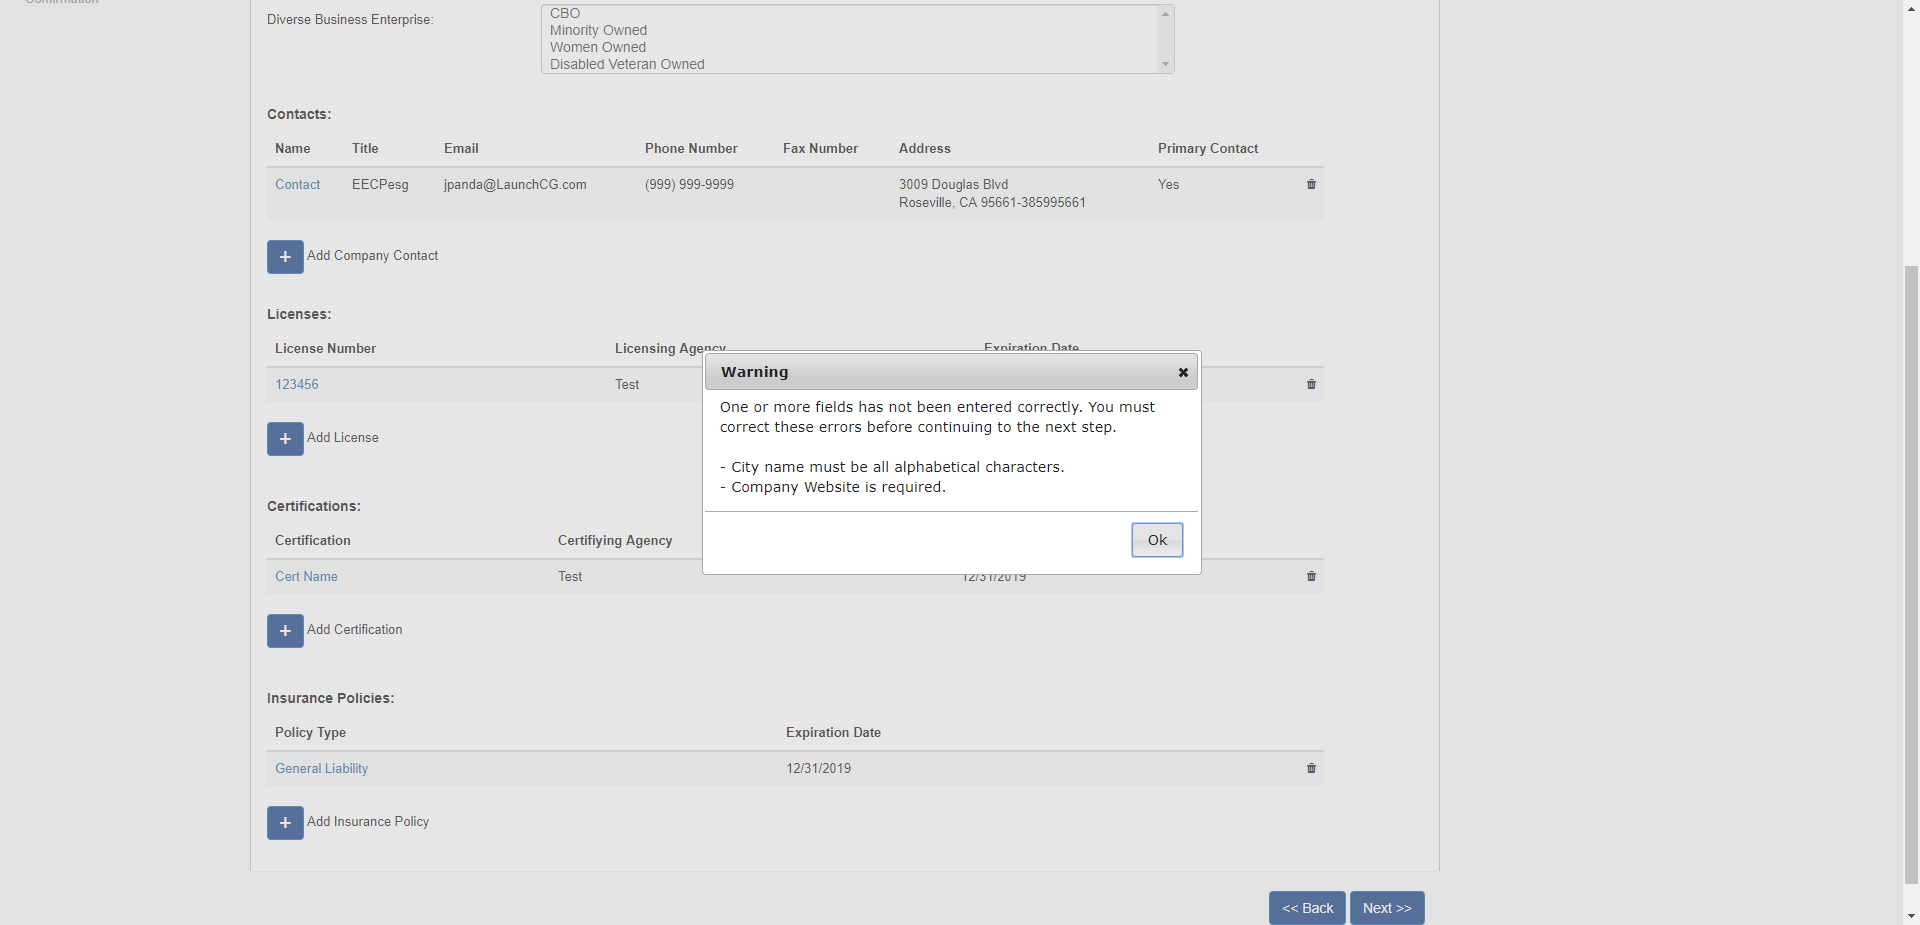 Confirmation
Diverse Business Enterprise:
CBO
Minority Owned
Women Owned
Disabled Veteran Owned
Contacts:
Name Title Email Phone Number Fax Number Address Primary Contact
Contact EECPesg jpanda@LaunchCG.com (999) 999-9999 3009 Douglas Blvd Yes
Roseville, CA 95661-385995661
+ Add Company Contact
Licenses:
License Number Licensing Agency Expiration Date
123456 Test
+ Add License
Warning
One or more fields has not been entered correctly. You must
correct these errors before continuing to the next step.
- City name must be all alphabetical characters.
- Company Website is required.
Ok
Certifications:
Certification Certifiying Agency
Cert Name Test 12/31/2019
+ Add Certification
Insurance Policies:
Policy Type Expiration Date
General Liability 12/31/2019
+ Add Insurance Policy
<< Back Next >>